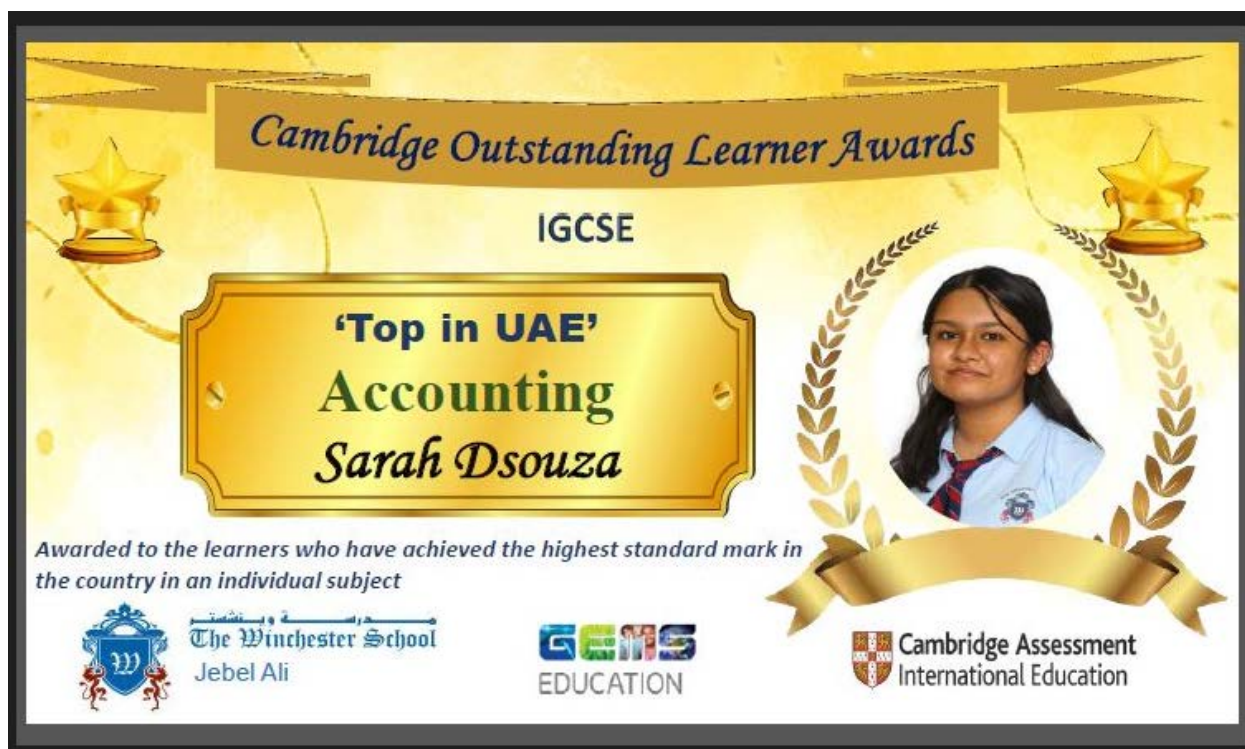 Cambridge Outstanding Learner Awards
IGCSE
‘Top in UAE’
Accounting
Sarah Dsouza
Awarded to the learners who have achieved the highest standard mark in
the country in an individual subject
W
مدرسة وينشستر
The Winchester School
Jebel Ali
GEMS
EDUCATION
Cambridge Assessment
International Education